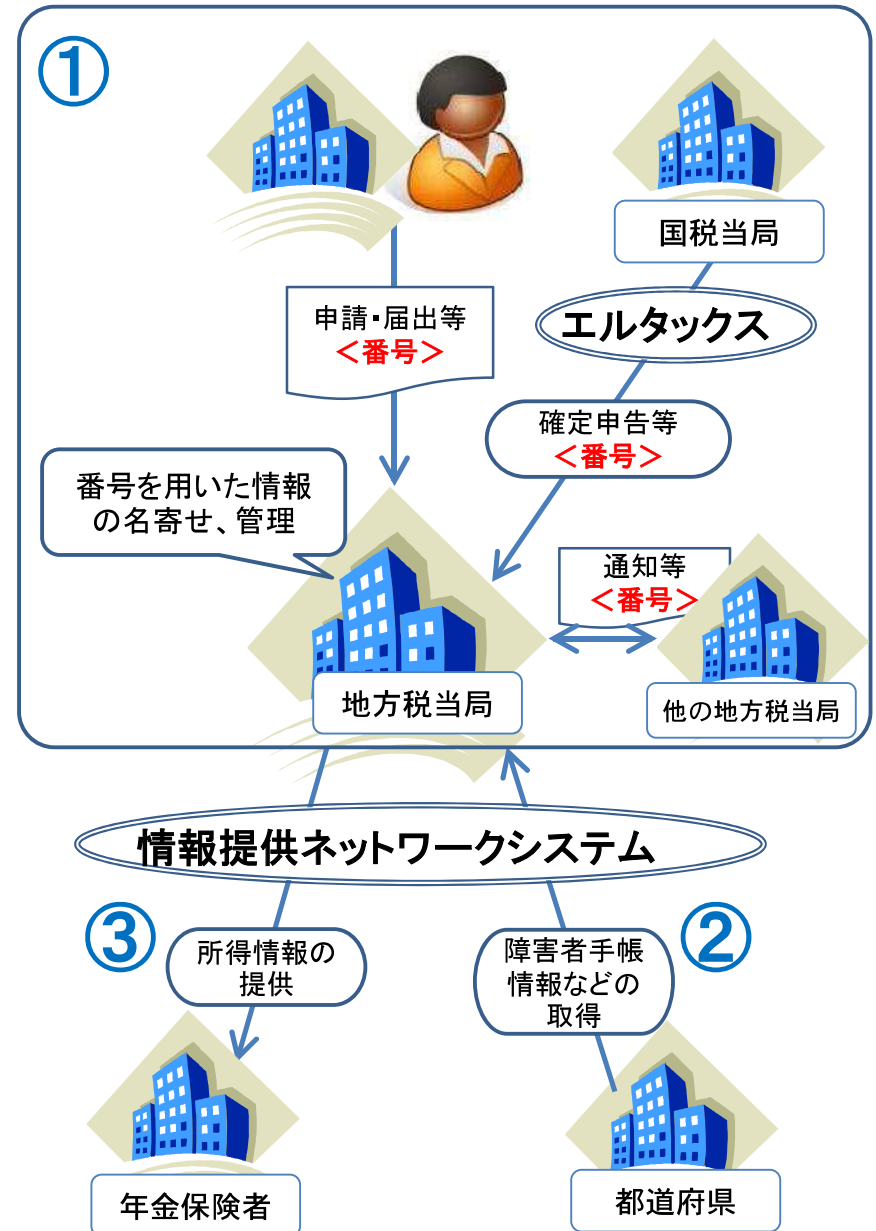 ①
国税当局
エルタックス
申請・届出等
＜番号＞
確定申告等
＜番号＞
番号を用いた情報
の名寄せ、管理
通知等
＜番号＞
地方税当局
他の地方税当局
情報提供ネットワークシステム
③
所得情報の
提供
②
障害者手帳
情報などの
取得
年金保険者
都道府県